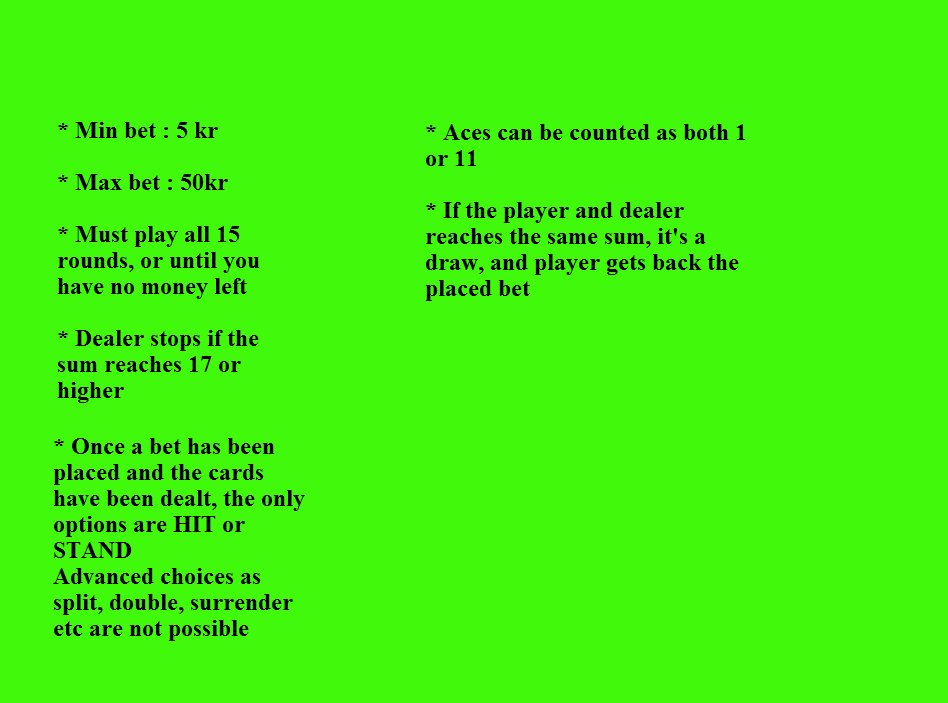 * Min bet : 5 kr
* Max bet : 50kr
* Must play all 15
rounds, or until you
have no money left
* Dealer stops if the
sum reaches 17 or
higher
* Once a bet has been
placed and the cards
have been dealt, the only
options are HIT or
STAND
Advanced choices as
split, double, surrender
etc are not possible
* Aces can be counted as both 1
or 11
* If the player and dealer
reaches the same sum, it's a
draw, and player gets back the
placed bet